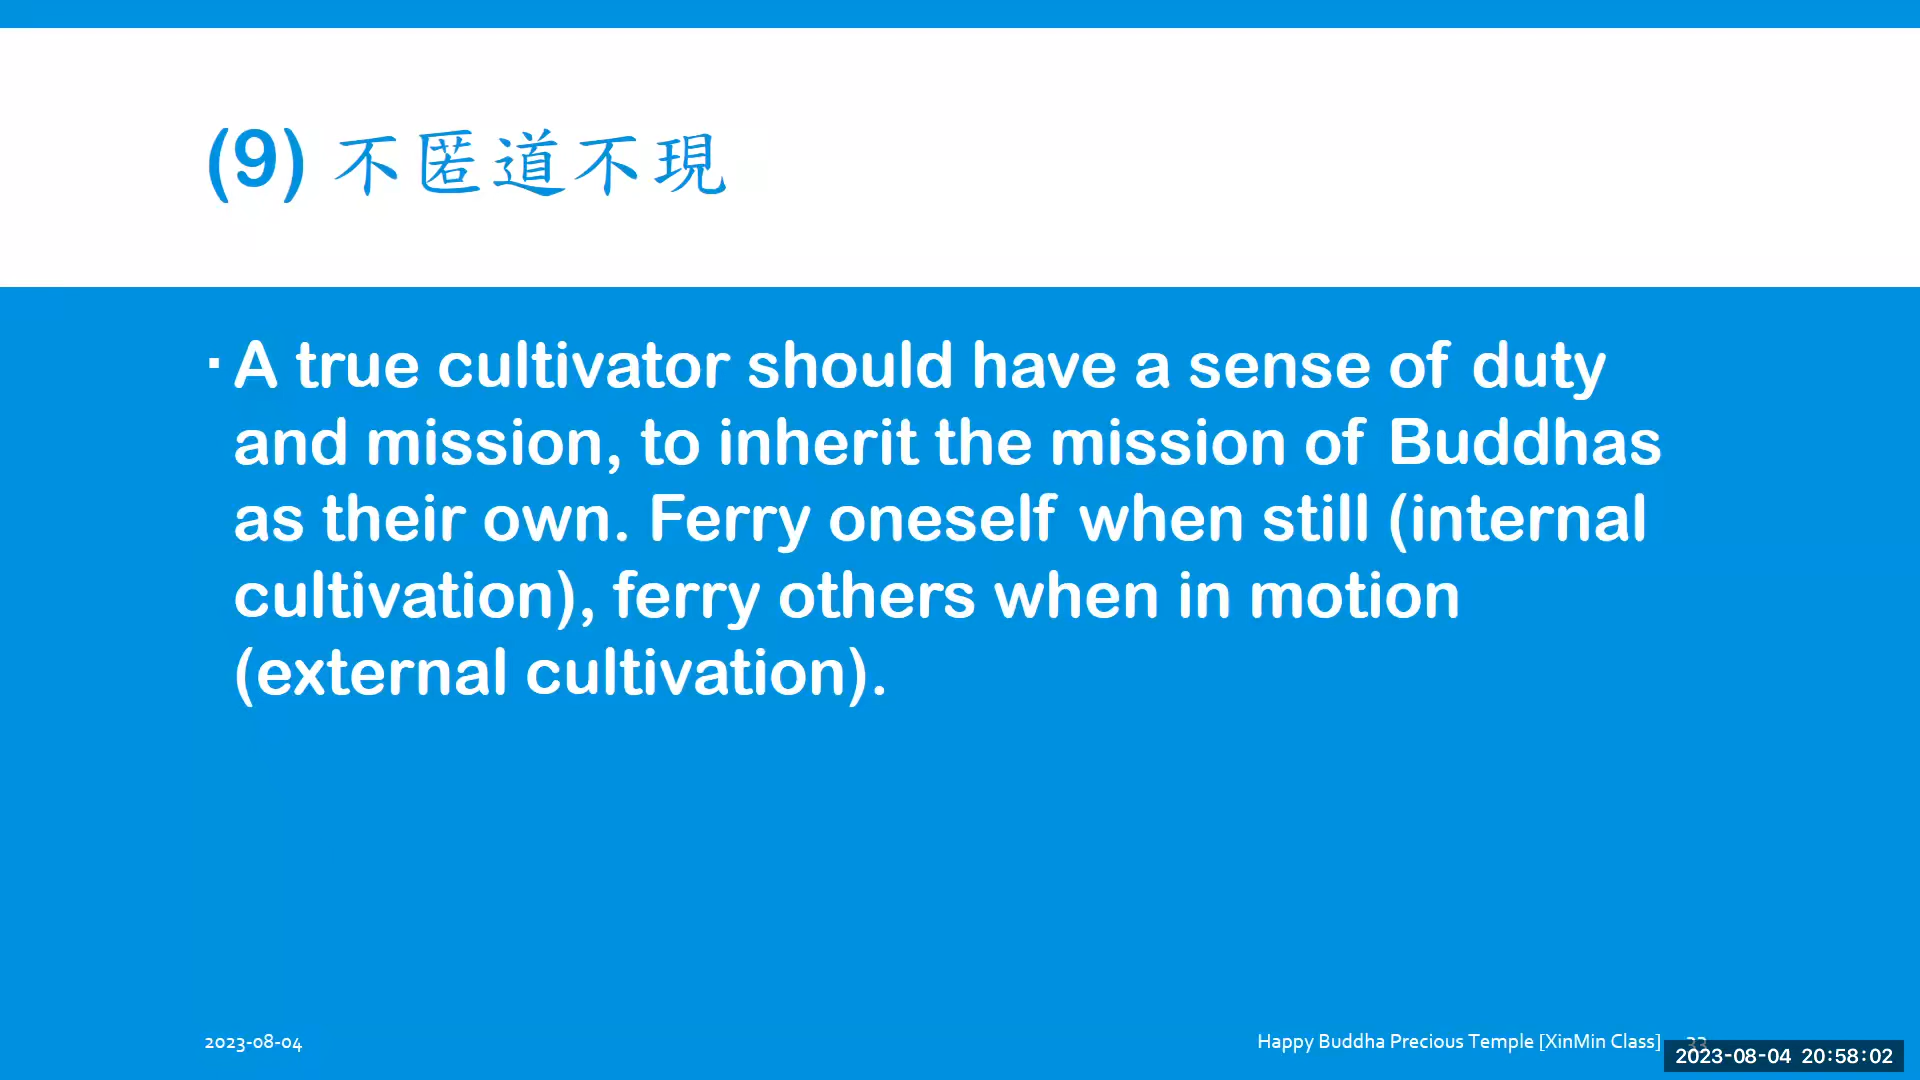 (9) 不匿道不現
▪ A true cultivator should have a sense of duty
and mission, to inherit the mission of Buddhas
as their own. Ferry oneself when still (internal
cultivation), ferry others when in motion
(external cultivation).
2023-08-04
Happy Buddha Precious Temple [XinMin Class]
33
2023-08-04 20:58:02